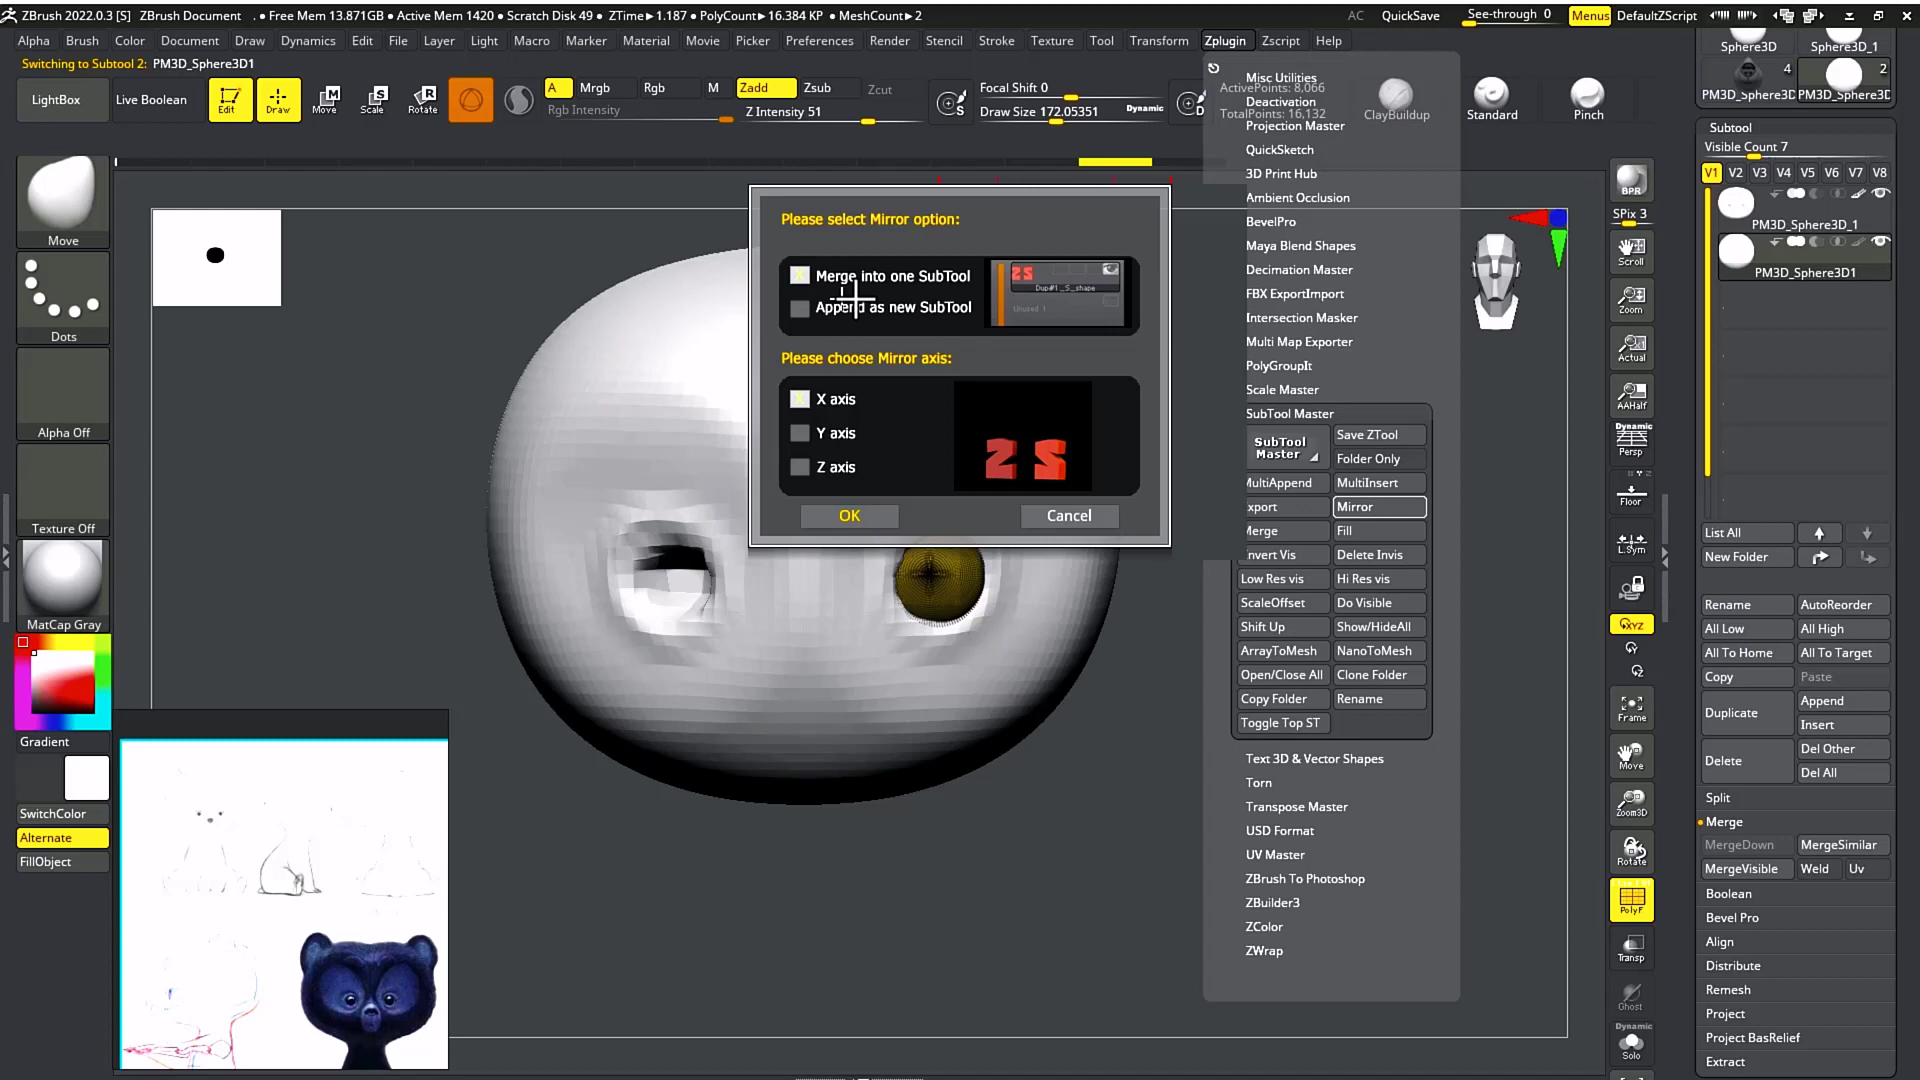 ZBrush 2022.0.3 [S] ZBrush Document . ● Free Mem 13.871GB ● Active Mem 1420 ● Scratch Disk 49 ● ZTime►1.187 ● PolyCount►16.384 KP ● MeshCount►2 AC QuickSave See-through 0 Menus DefaultZScript
Alpha Brush Color Document Draw Dynamics Edit File Layer Light Macro Marker Material Movie Picker Preferences Render Stencil Stroke Texture Tool Transform Zplugin Zscript Help
Switching to Subtool 2: PM3D_Sphere3D1
LightBox
Live Boolean
Edit
Draw
Move
Scale
Rotate
A
Mrgb
Rgb
M
Zadd
Zsub
Zcut
Rgb Intensity
Z Intensity 51
Focal Shift 0
Draw Size 172.05351
Dynamic
S
D
ActivePoints: 8,066
TotalPoints: 16,132
ClayBuildup
Standard
Pinch
Move
Dots
Alpha Off
Texture Off
MatCap Gray
Gradient
SwitchColor
Alternate
FillObject
Please select Mirror option:
Merge into one SubTool
Append as new SubTool
Dup#1_S_shape
Unused 1
Please choose Mirror axis:
X axis
Y axis
Z axis
OK
Cancel
Misc Utilities
Deactivation
Projection Master
QuickSketch
3D Print Hub
Ambient Occlusion
BevelPro
Maya Blend Shapes
Decimation Master
FBX ExportImport
Intersection Masker
Multi Map Exporter
PolyGroupIt
Scale Master
SubTool Master
SubTool
Master
Save ZTool
Folder Only
MultiAppend
MultiInsert
xport
Mirror
Merge
Fill
nvert Vis
Delete Invis
Low Res vis
Hi Res vis
ScaleOffset
Do Visible
Shift Up
Show/HideAll
ArrayToMesh
NanoToMesh
Open/Close All
Clone Folder
Copy Folder
Rename
Toggle Top ST
Text 3D & Vector Shapes
Torn
Transpose Master
USD Format
UV Master
ZBrush To Photoshop
ZBuilder3
ZColor
ZWrap
BPR
SPix 3
Scroll
Zoom
Actual
AAHalf
Dynamic
Persp
Floor
L.Sym
XYZ
Frame
Move
Zoom3D
Rotate
PolyF
Transp
Ghost
Dynamic
Solo
Sphere3D
Sphere3D_1
4
2
PM3D_Sphere3D
PM3D_Sphere3D
Subtool
Visible Count 7
V1 V2 V3 V4 V5 V6 V7 V8
PM3D_Sphere3D_1
PM3D_Sphere3D1
List All
New Folder
Rename
AutoReorder
All Low
All High
All To Home
All To Target
Copy
Paste
Duplicate
Append
Insert
Delete
Del Other
Del All
Split
Merge
MergeDown
MergeSimilar
MergeVisible
Weld
Uv
Boolean
Bevel Pro
Align
Distribute
Remesh
Project
Project BasRelief
Extract